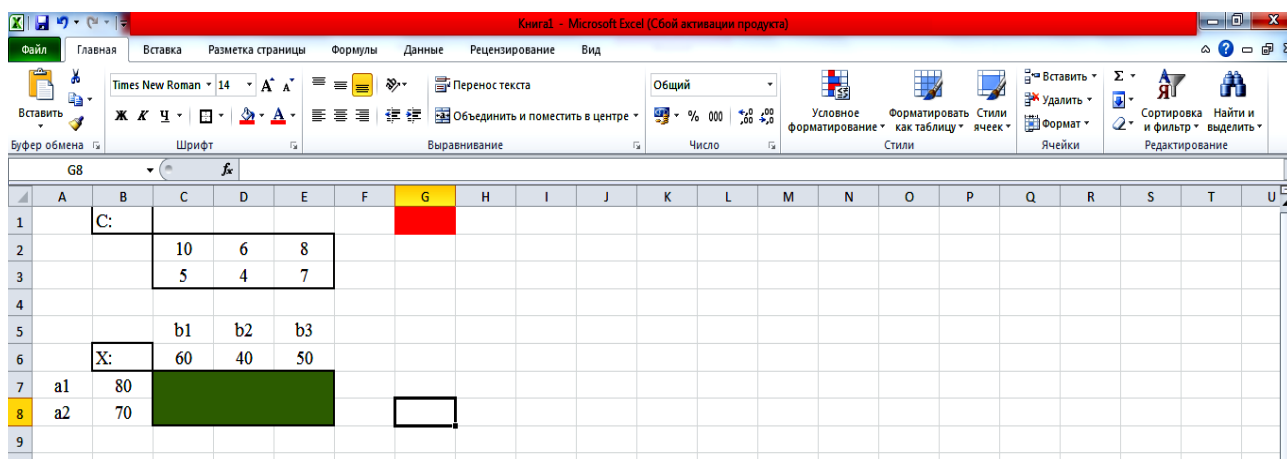 Книга1 - Microsoft Excel (Сбой активации продукта)
Файл Главная Вставка Разметка страницы Формулы Данные Рецензирование Вид
Вставить
Буфер обмена
Times New Roman 14
Ж К Ч
Шрифт
Перенос текста
Объединить и поместить в центре
Выравнивание
Общий
% 000
Число
Условное форматирование
Форматировать как таблицу
Стили ячеек
Стили
Вставить
Удалить
Формат
Ячейки
Σ
Сортировка и фильтр
Найти и выделить
Редактирование
G8 fx
A B C D E F G H I J K L M N O P Q R S T U
1 C:
2 10 6 8
3 5 4 7
4
5 b1 b2 b3
6 X: 60 40 50
7 a1 80
8 a2 70
9